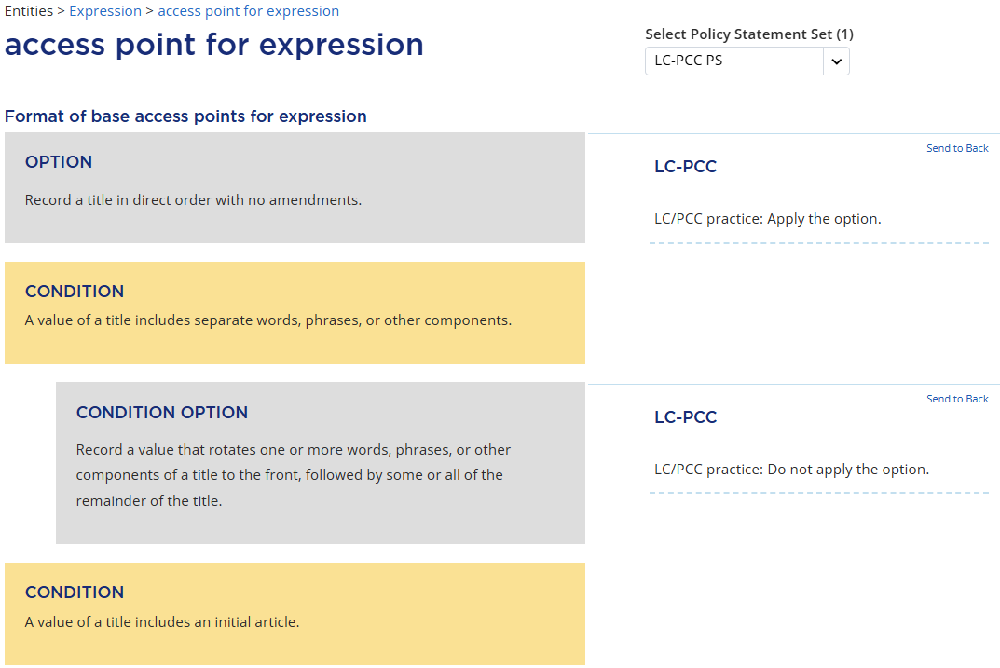 Entities > Expression > access point for expression
access point for expression
Select Policy Statement Set (1)
LC-PCC PS
Format of base access points for expression
OPTION
Record a title in direct order with no amendments.
Send to Back
LC-PCC
LC/PCC practice: Apply the option.
CONDITION
A value of a title includes separate words, phrases, or other components.
CONDITION OPTION
Record a value that rotates one or more words, phrases, or other
components of a title to the front, followed by some or all of the
remainder of the title.
Send to Back
LC-PCC
LC/PCC practice: Do not apply the option.
CONDITION
A value of a title includes an initial article.